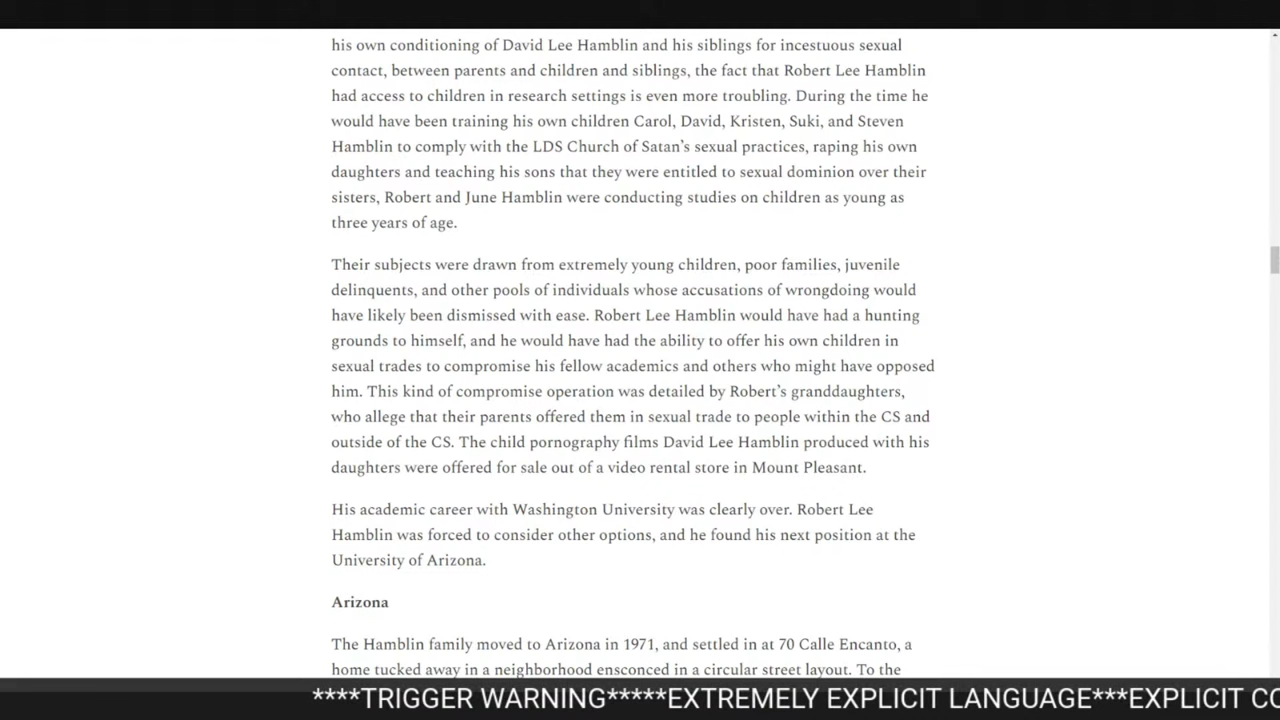 his own conditioning of David Lee Hamblin and his siblings for incestuous sexual
contact, between parents and children and siblings, the fact that Robert Lee Hamblin
had access to children in research settings is even more troubling. During the time he
would have been training his own children Carol, David, Kristen, Suki, and Steven
Hamblin to comply with the LDS Church of Satan's sexual practices, raping his own
daughters and teaching his sons that they were entitled to sexual dominion over their
sisters, Robert and June Hamblin were conducting studies on children as young as
three years of age.
Their subjects were drawn from extremely young children, poor families, juvenile
delinquents, and other pools of individuals whose accusations of wrongdoing would
have likely been dismissed with ease. Robert Lee Hamblin would have had a hunting
grounds to himself, and he would have had the ability to offer his own children in
sexual trades to compromise his fellow academics and others who might have opposed
him. This kind of compromise operation was detailed by Robert's granddaughters,
who allege that their parents offered them in sexual trade to people within the CS and
outside of the CS. The child pornography films David Lee Hamblin produced with his
daughters were offered for sale out of a video rental store in Mount Pleasant.
His academic career with Washington University was clearly over. Robert Lee
Hamblin was forced to consider other options, and he found his next position at the
University of Arizona.
Arizona
The Hamblin family moved to Arizona in 1971, and settled in at 70 Calle Encanto, a
home tucked away in a neighborhood ensconced in a circular street layout. To the
****TRIGGER WARNING*****EXTREMELY EXPLICIT LANGUAGE***EXPLICIT CO